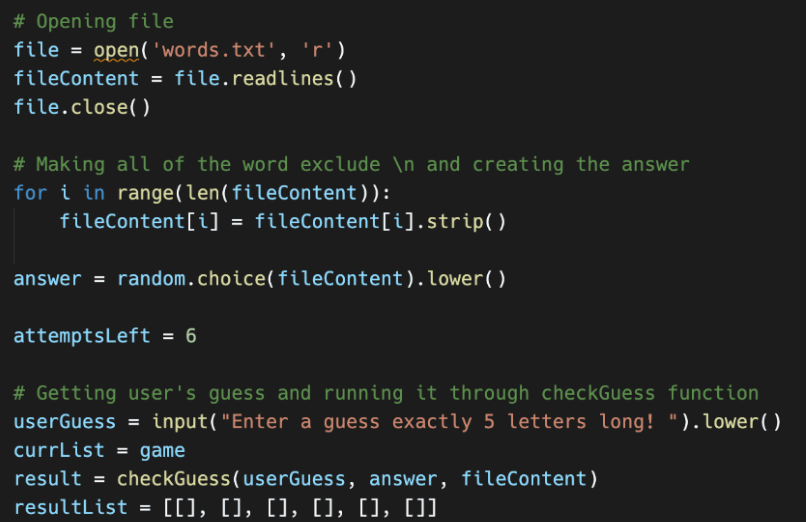 # Opening file
file = open('words.txt', 'r')
fileContent = file.readlines()
file.close()
# Making all of the word exclude \n and creating the answer
for i in range(len(fileContent)):
    fileContent[i] = fileContent[i].strip()
answer = random.choice(fileContent).lower()
attemptsLeft = 6
# Getting user's guess and running it through checkGuess function
userGuess = input("Enter a guess exactly 5 letters long! ").lower()
currList = game
result = checkGuess(userGuess, answer, fileContent)
resultList = [[], [], [], [], [], []]